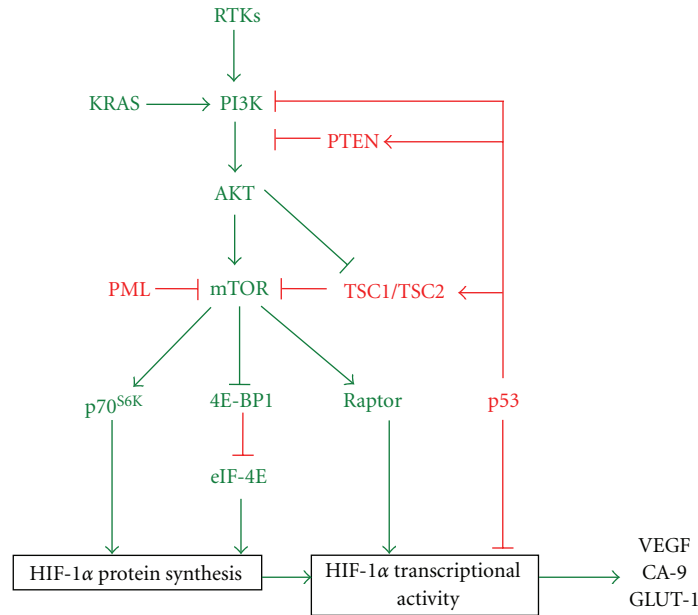 RTKs
KRAS
PI3K
PTEN
AKT
PML
mTOR
TSC1/TSC2
p70S6K
4E-BP1
Raptor
p53
eIF-4E
HIF-1α protein synthesis
HIF-1α transcriptional
activity
VEGF
CA-9
GLUT-1